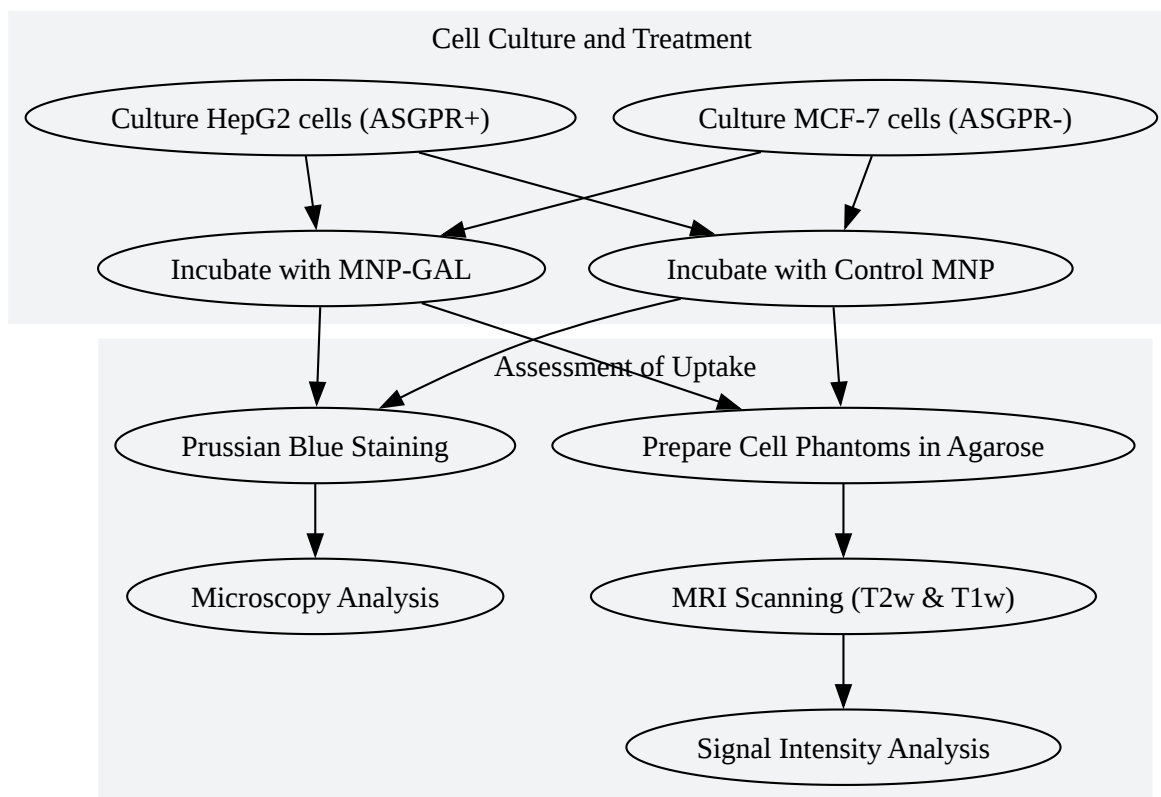 Cell Culture and Treatment
Culture HepG2 cells (ASGPR+)
Culture MCF-7 cells (ASGPR-)
Incubate with MNP-GAL
Incubate with Control MNP
Assessment of Uptake
Prussian Blue Staining
Prepare Cell Phantoms in Agarose
Microscopy Analysis
MRI Scanning (T2w & T1w)
Signal Intensity Analysis